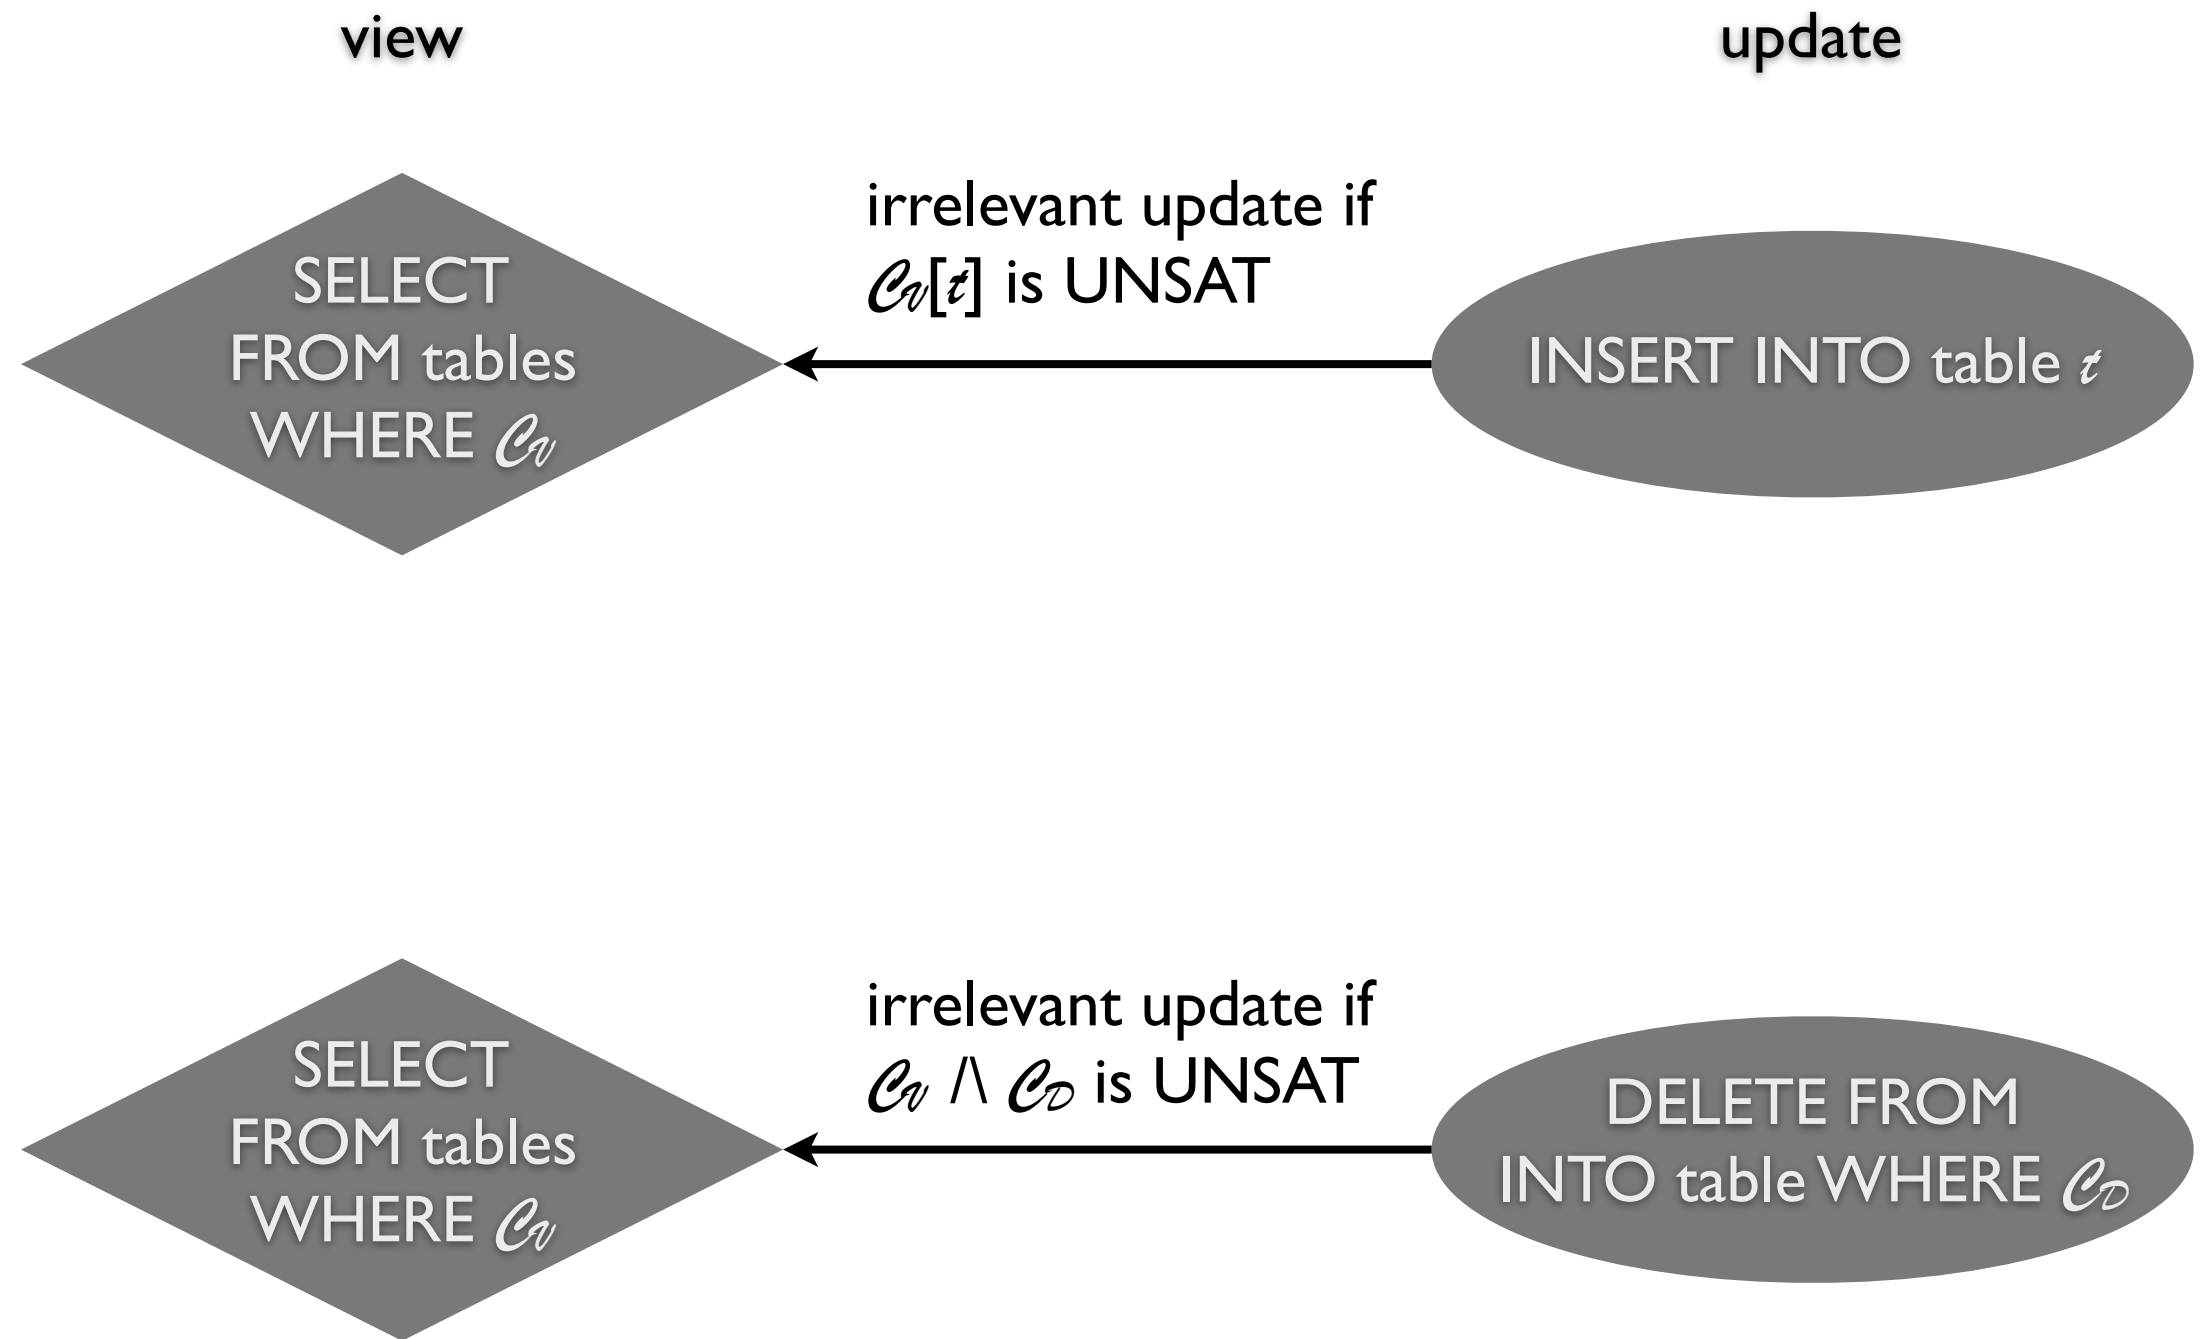 view
update
SELECT
FROM tables
WHERE 𝒞𝒱
irrelevant update if
𝒞𝒱[𝓉] is UNSAT
INSERT INTO table 𝓉
SELECT
FROM tables
WHERE 𝒞𝒱
irrelevant update if
𝒞𝒱 /\ 𝒞𝒟 is UNSAT
DELETE FROM
INTO table WHERE 𝒞𝒟